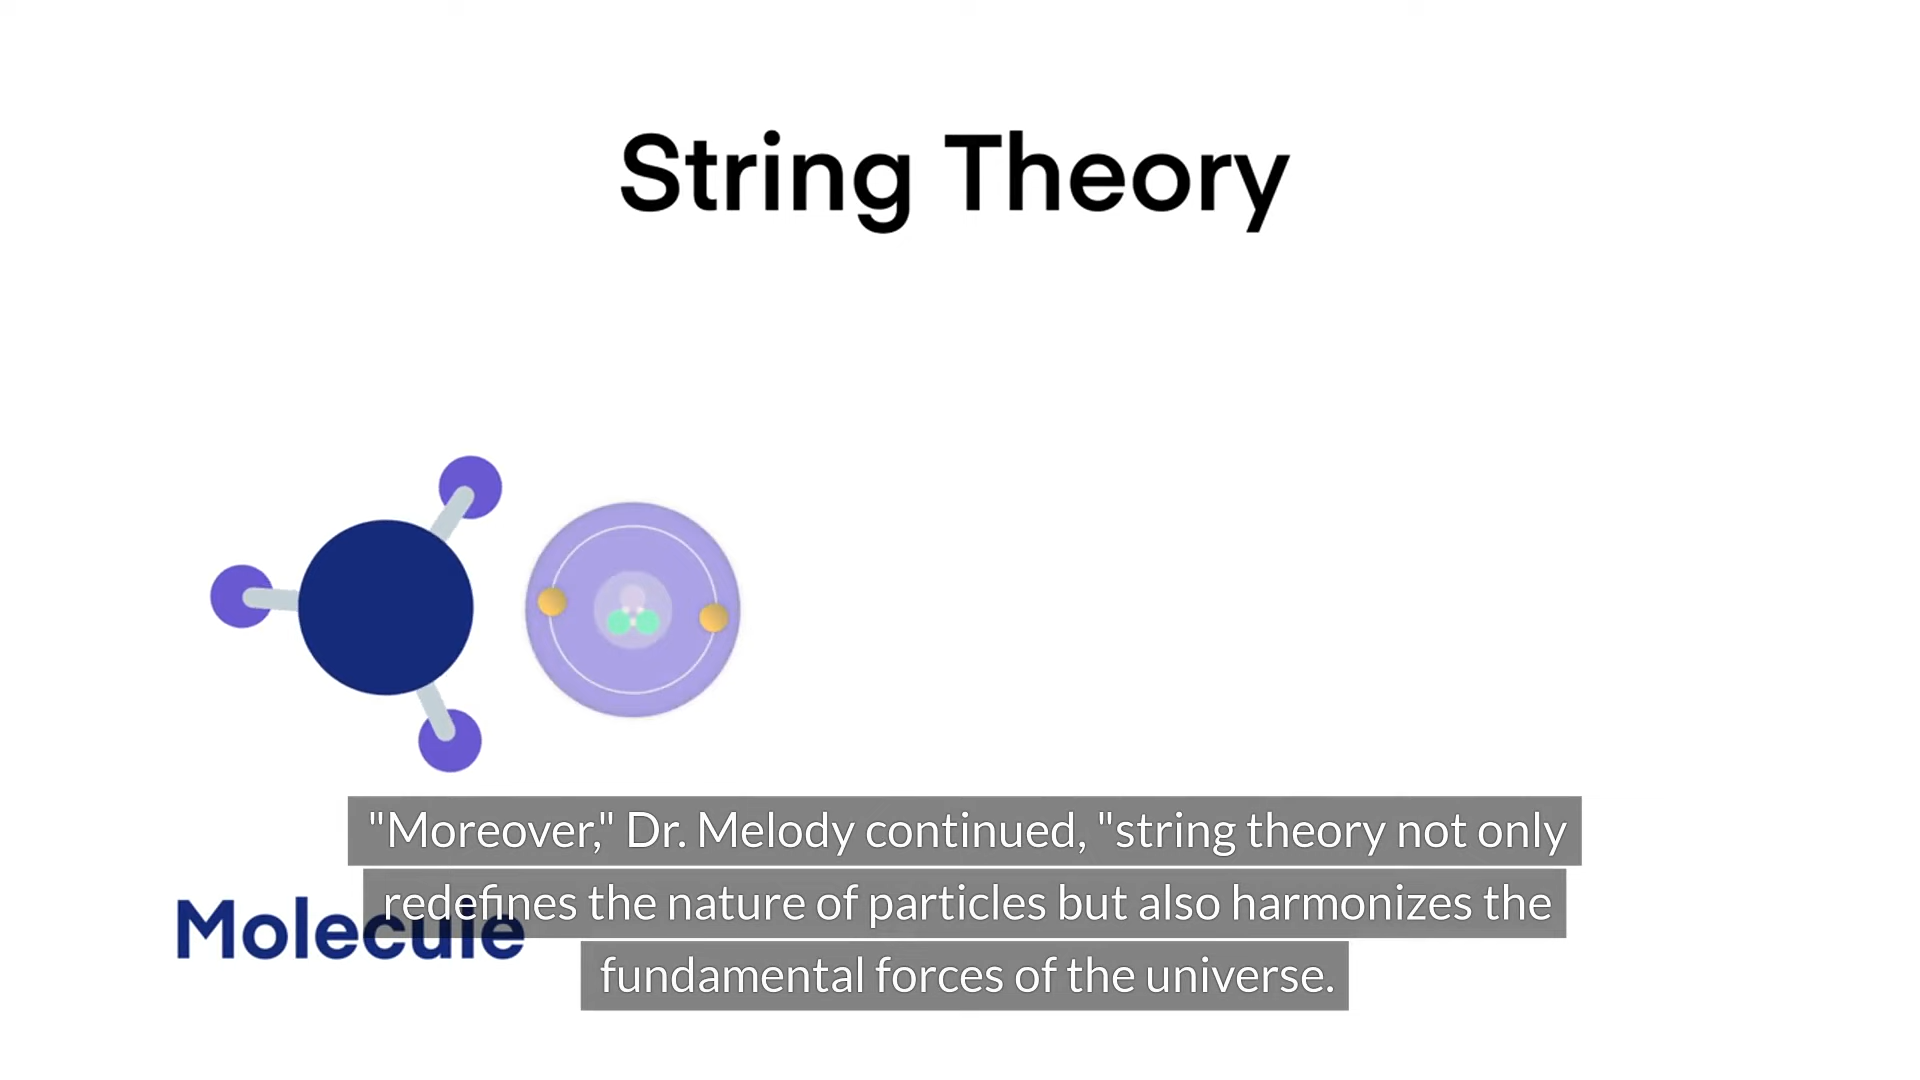 String Theory
"Moreover," Dr. Melody continued, "string theory not only
redefines the nature of particles but also harmonizes the
Molecule
fundamental forces of the universe.